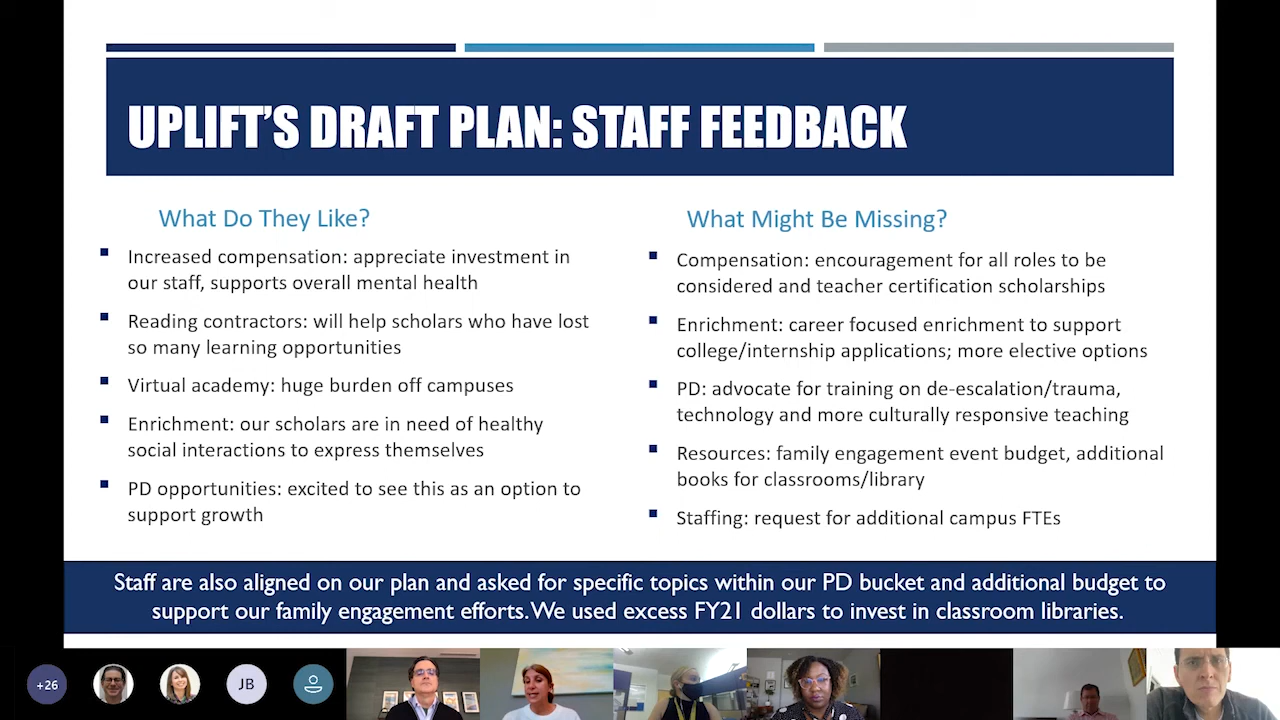 UPLIFT'S DRAFT PLAN: STAFF FEEDBACK
What Do They Like?
Increased compensation: appreciate investment in
our staff, supports overall mental health
Reading contractors: will help scholars who have lost
so many learning opportunities
Virtual academy: huge burden off campuses
Enrichment: our scholars are in need of healthy
social interactions to express themselves
PD opportunities: excited to see this as an option to
support growth
What Might Be Missing?
Compensation: encouragement for all roles to be
considered and teacher certification scholarships
Enrichment: career focused enrichment to support
college/internship applications; more elective options
PD: advocate for training on de-escalation/trauma,
technology and more culturally responsive teaching
Resources: family engagement event budget, additional
books for classrooms/library
Staffing: request for additional campus FTEs
Staff are also aligned on our plan and asked for specific topics within our PD bucket and additional budget to
support our family engagement efforts. We used excess FY21 dollars to invest in classroom libraries.
+26
JB